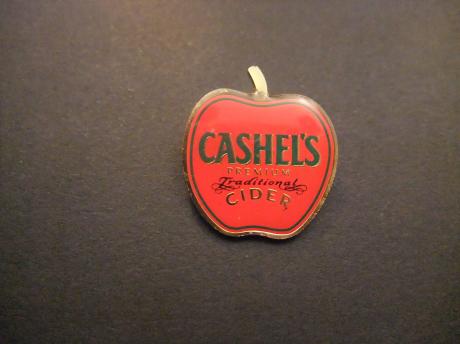 CASHEL'S
PREMIUM
Traditional
CIDER